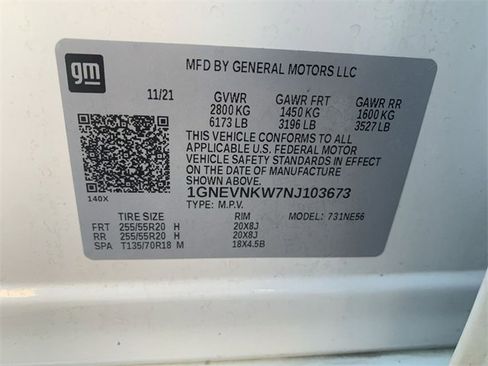 gm
MFD BY GENERAL MOTORS LLC
11/21 GVWR GAWR FRT GAWR RR
2800 KG 1450 KG 1600 KG
6173 LB 3196 LB 3527 LB
THIS VEHICLE CONFORMS TO ALL
APPLICABLE U.S. FEDERAL MOTOR
VEHICLE SAFETY STANDARDS IN EFFECT
ON THE DATE OF MANUFACTURE
SHOWN ABOVE.
1GNEVNKW7NJ103673
140X TYPE: M.P.V. MODEL: 731NE56
TIRE SIZE RIM
FRT 255/55R20 H 20X8J
RR 255/55R20 H 20X8J
SPA T135/70R18 M 18X4.5B